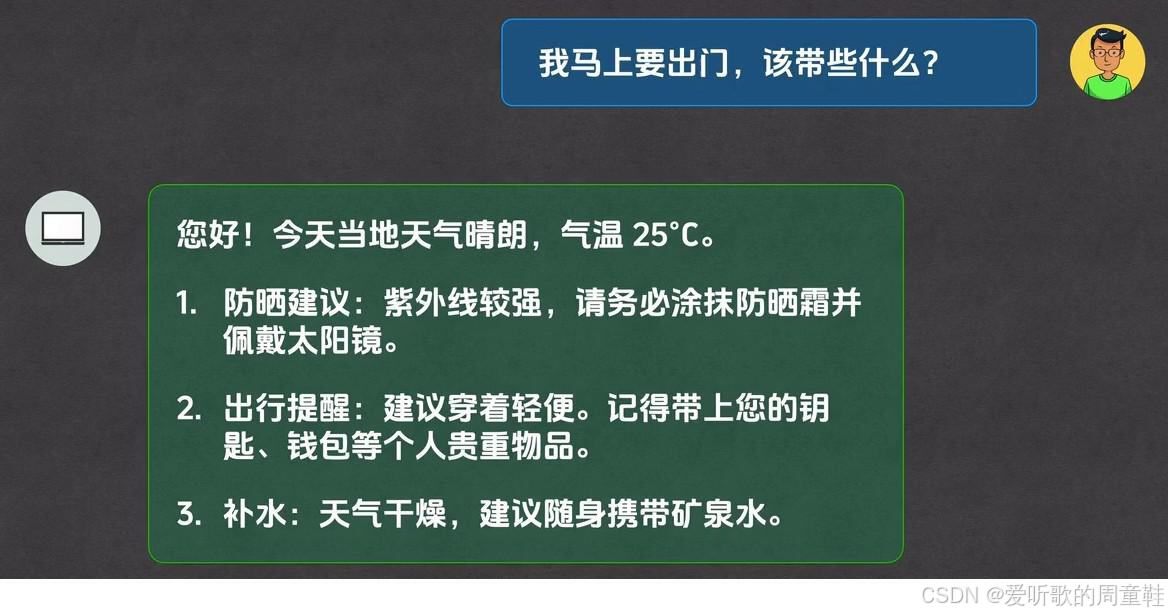 我马上要出门，该带些什么？
您好！今天当地天气晴朗，气温 25°C。
1. 防晒建议：紫外线较强，请务必涂抹防晒霜并
佩戴太阳镜。
2. 出行提醒：建议穿着轻便。记得带上您的钥
匙、钱包等个人贵重物品。
3. 补水：天气干燥，建议随身携带矿泉水。
CSDN @爱听歌的周童鞋